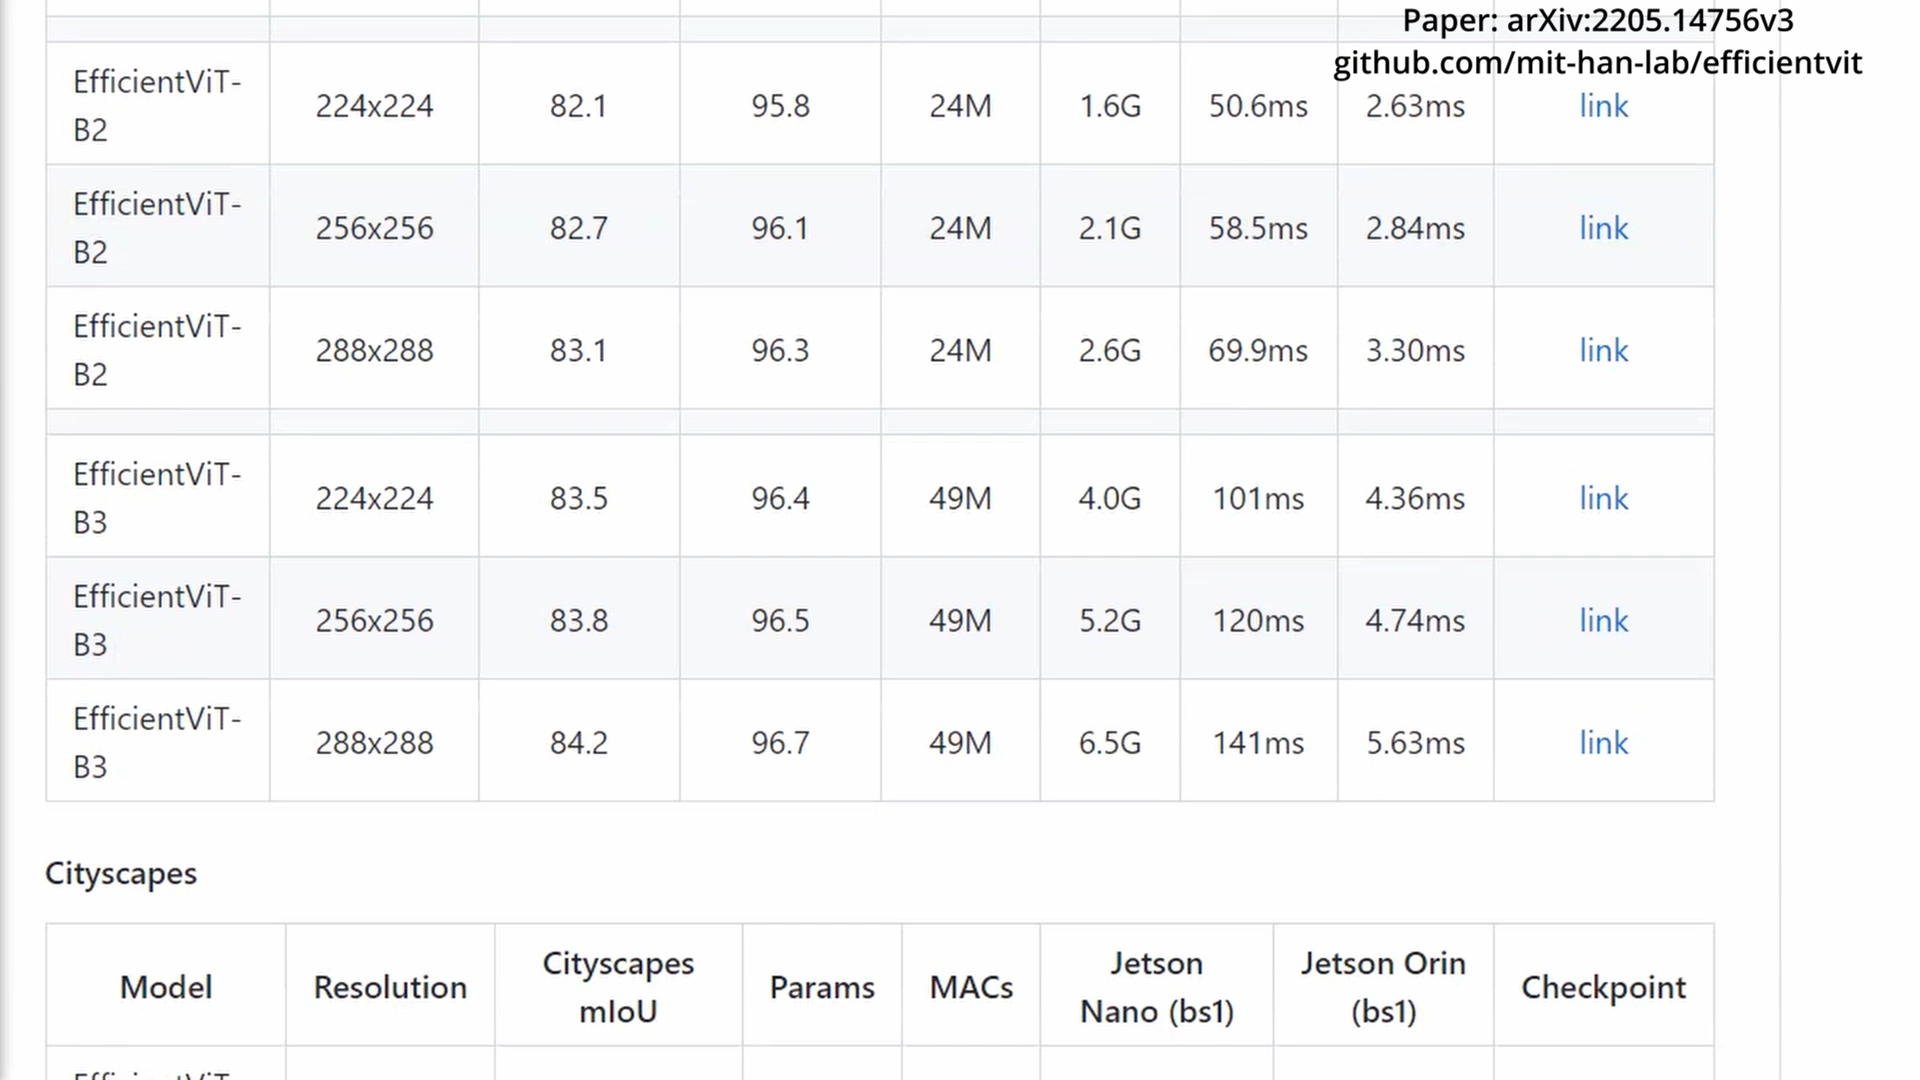 Paper: arXiv:2205.14756v3
github.com/mit-han-lab/efficientvit
EfficientViT-
B2
224x224
82.1
95.8
24M
1.6G
50.6ms
2.63ms
link
EfficientViT-
B2
256x256
82.7
96.1
24M
2.1G
58.5ms
2.84ms
link
EfficientViT-
B2
288x288
83.1
96.3
24M
2.6G
69.9ms
3.30ms
link
EfficientViT-
B3
224x224
83.5
96.4
49M
4.0G
101ms
4.36ms
link
EfficientViT-
B3
256x256
83.8
96.5
49M
5.2G
120ms
4.74ms
link
EfficientViT-
B3
288x288
84.2
96.7
49M
6.5G
141ms
5.63ms
link
Cityscapes
Model
Resolution
Cityscapes
mIoU
Params
MACs
Jetson
Nano (bs1)
Jetson Orin
(bs1)
Checkpoint